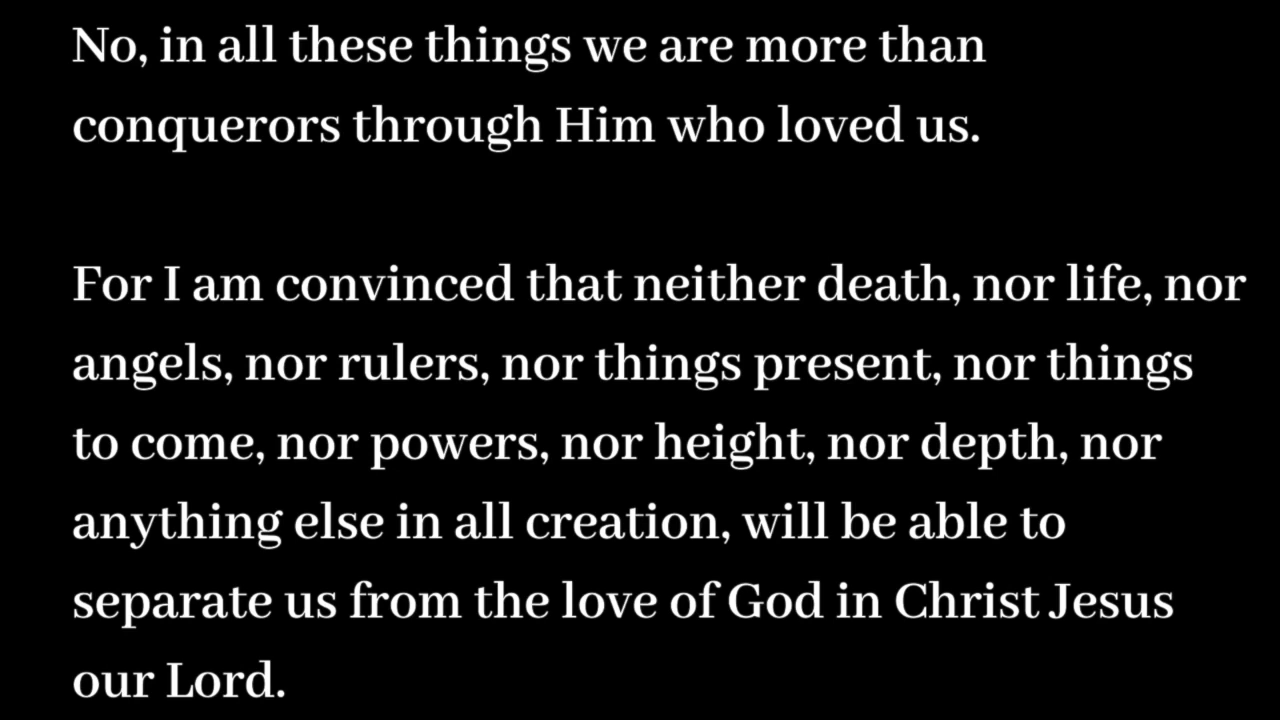 No, in all these things we are more than
conquerors through Him who loved us.
For I am convinced that neither death, nor life, nor
angels, nor rulers, nor things present, nor things
to come, nor powers, nor height, nor depth, nor
anything else in all creation, will be able to
separate us from the love of God in Christ Jesus
our Lord.